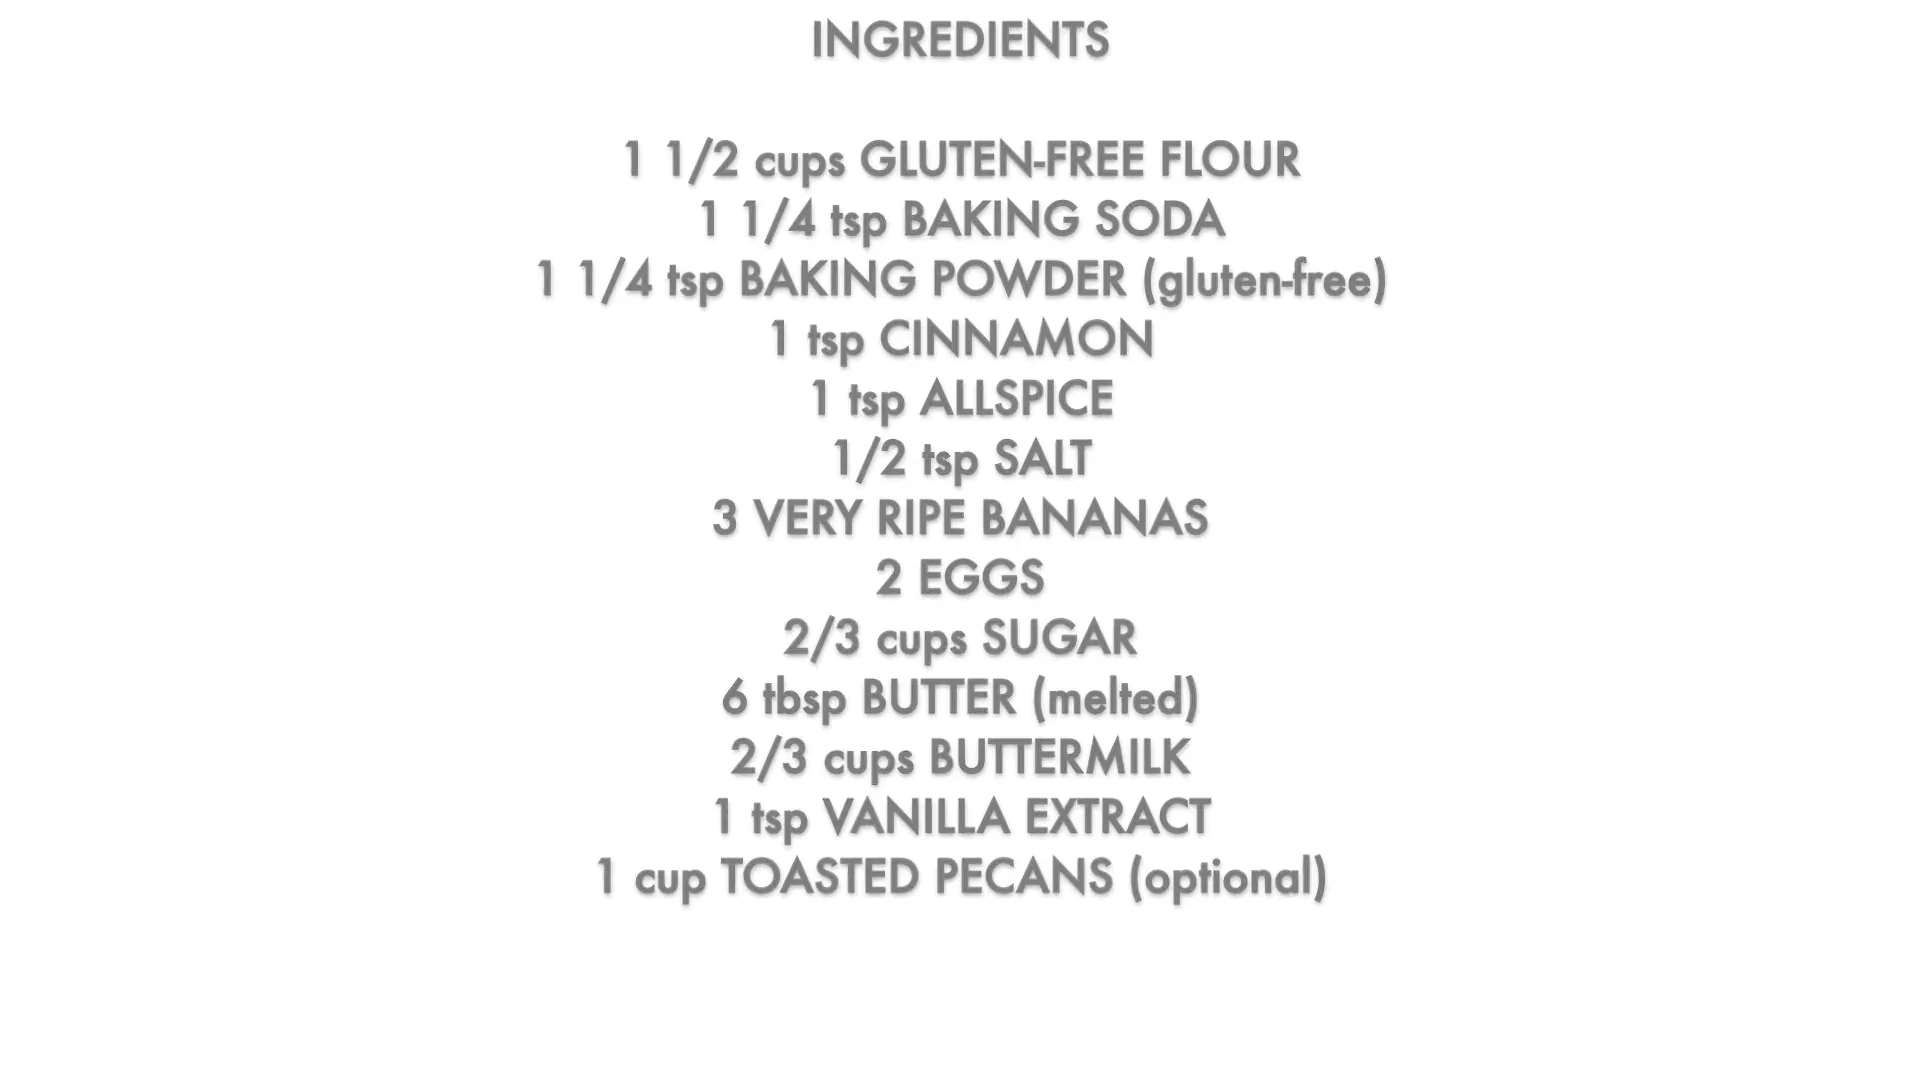 INGREDIENTS
1 1/2 cups GLUTEN-FREE FLOUR
1 1/4 tsp BAKING SODA
1 1/4 tsp BAKING POWDER (gluten-free)
1 tsp CINNAMON
1 tsp ALLSPICE
1/2 tsp SALT
3 VERY RIPE BANANAS
2 EGGS
2/3 cups SUGAR
6 tbsp BUTTER (melted)
2/3 cups BUTTERMILK
1 tsp VANILLA EXTRACT
1 cup TOASTED PECANS (optional)